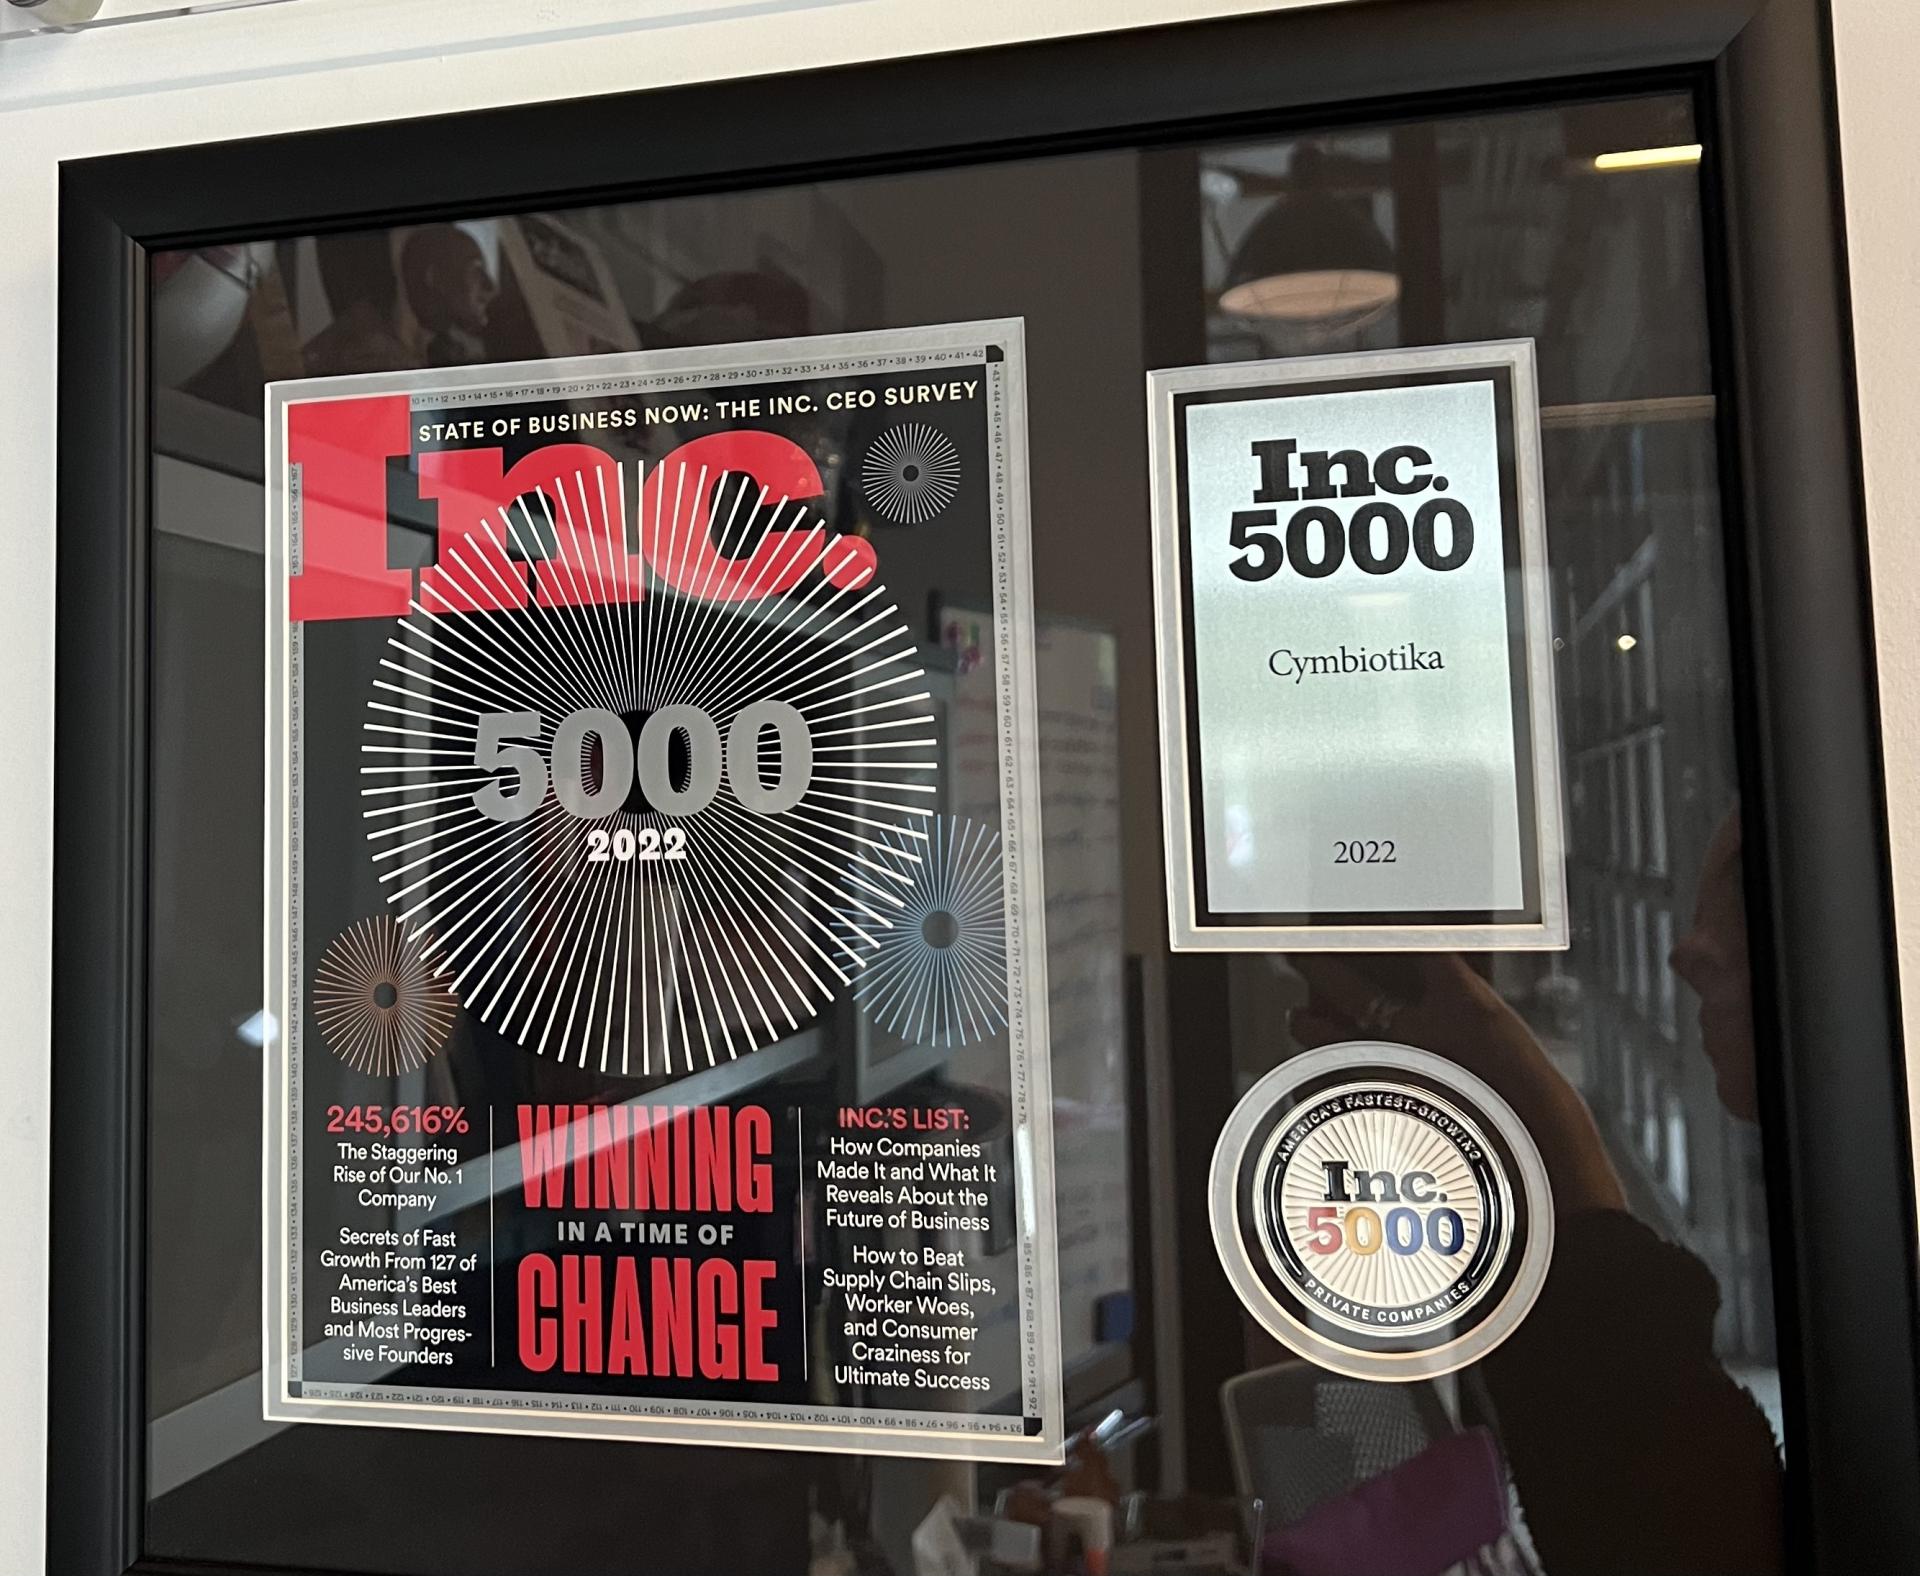 STATE OF BUSINESS NOW: THE INC. CEO SURVEY
Inc.
5000
2022
245,616%
The Staggering
Rise of Our No. 1
Company
Secrets of Fast
Growth From 127 of
America's Best
Business Leaders
and Most Progres-
sive Founders
WINNING
IN A TIME OF
CHANGE
INC.'S LIST:
How Companies
Made It and What It
Reveals About the
Future of Business
How to Beat
Supply Chain Slips,
Worker Woes,
and Consumer
Craziness for
Ultimate Success
Inc.
5000
Cymbiotika
2022
AMERICA'S FASTEST-GROWING
Inc.
5000
PRIVATE COMPANIES